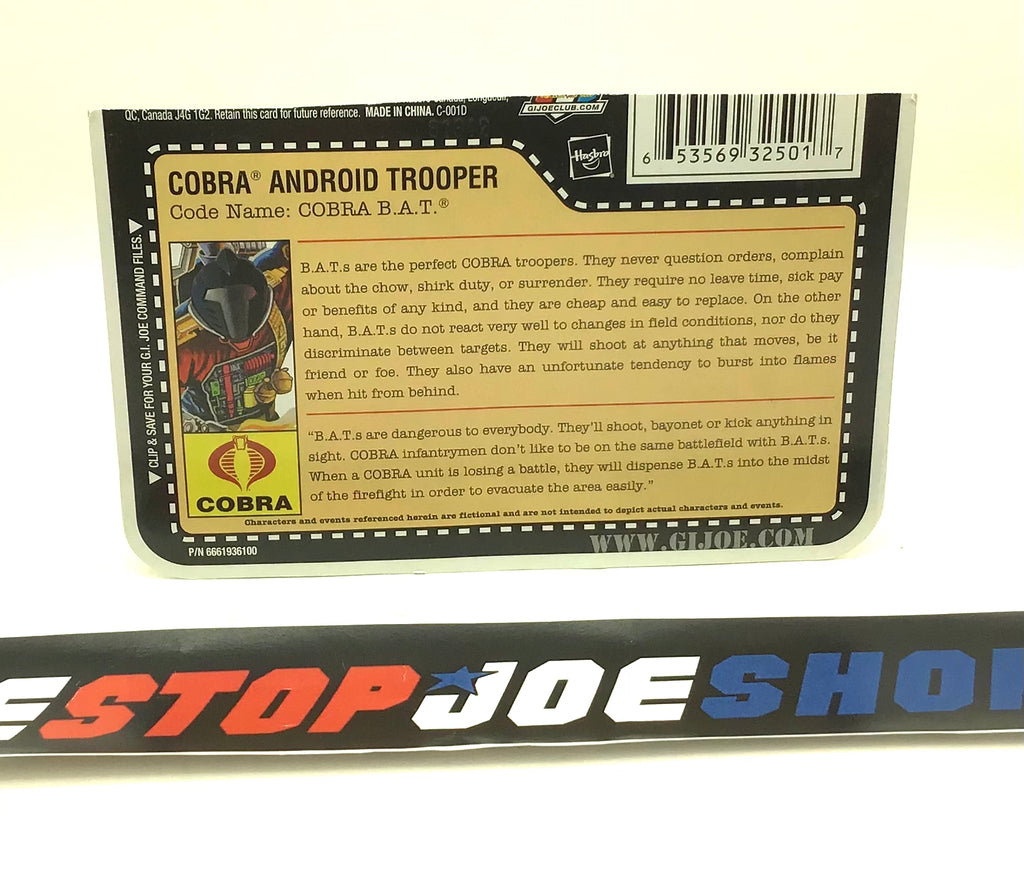 QC, Canada J4G 1G2. Retain this card for future reference. MADE IN CHINA. C-001D
GIJOECLUB.COM
Hasbro
6 53569 32501 7
COBRA® ANDROID TROOPER
Code Name: COBRA B.A.T.®
B.A.T.s are the perfect COBRA troopers. They never question orders, complain
about the chow, shirk duty, or surrender. They require no leave time, sick pay
or benefits of any kind, and they are cheap and easy to replace. On the other
hand, B.A.T.s do not react very well to changes in field conditions, nor do they
discriminate between targets. They will shoot at anything that moves, be it
friend or foe. They also have an unfortunate tendency to burst into flames
when hit from behind.
"B.A.T.s are dangerous to everybody. They'll shoot, bayonet or kick anything in
sight. COBRA infantrymen don't like to be on the same battlefield with B.A.T.s.
When a COBRA unit is losing a battle, they will dispense B.A.T.s into the midst
of the firefight in order to evacuate the area easily."
COBRA
Characters and events referenced herein are fictional and are not intended to depict actual characters and events.
CLIP & SAVE FOR YOUR G.I. JOE COMMAND FILES.
P/N 6661936100
WWW.GIJOE.COM
ESTOPJOESHO